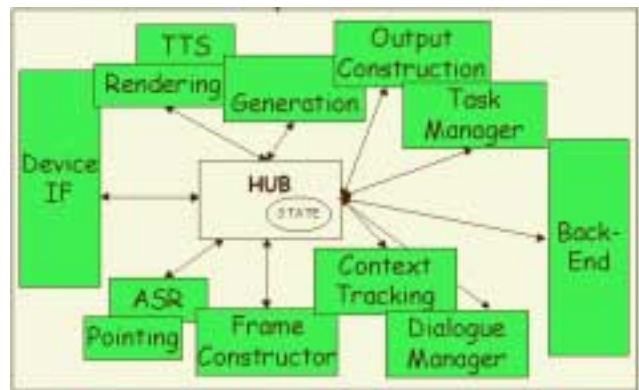 TTS
Rendering
Generation
Output
Construction
Task
Manager
Device
IF
HUB
STATE
Back-
End
ASR
Pointing
Frame
Constructor
Context
Tracking
Dialogue
Manager